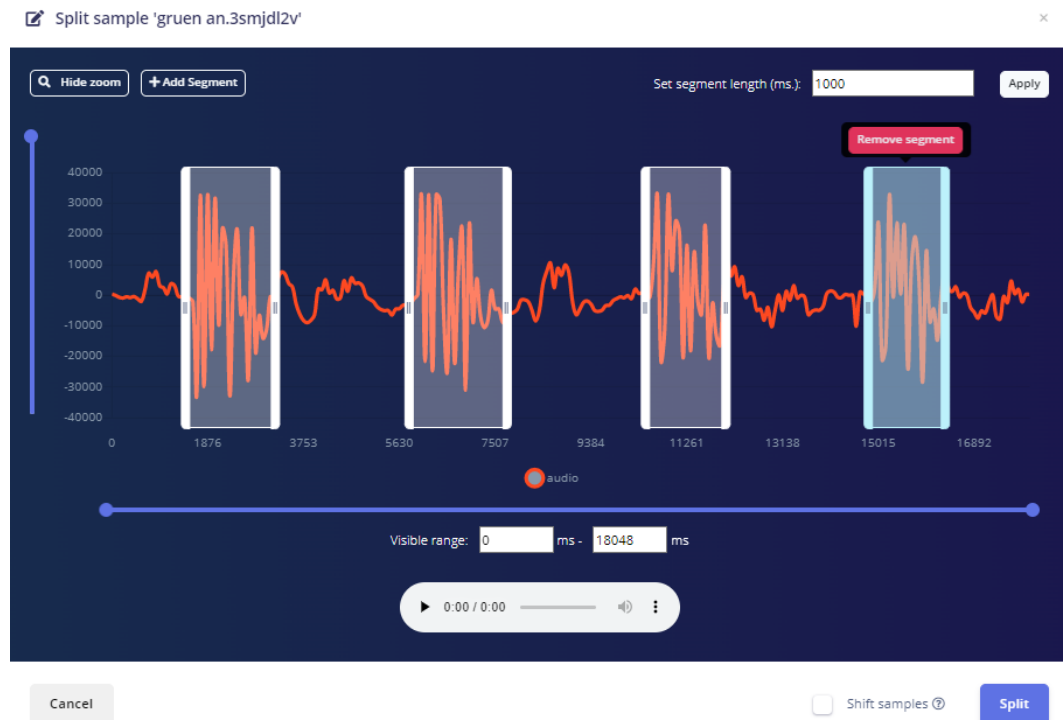 Split sample 'gruen an.3smjdl2v'
×
Hide zoom
+ Add Segment
Set segment length (ms.): 1000 Apply
Remove segment
40000
30000
20000
10000
0
-10000
-20000
-30000
-40000
0 1876 3753 5630 7507 9384 11261 13138 15015 16892
audio
Visible range: 0 ms - 18048 ms
0:00 / 0:00
Cancel
Shift samples ?
Split